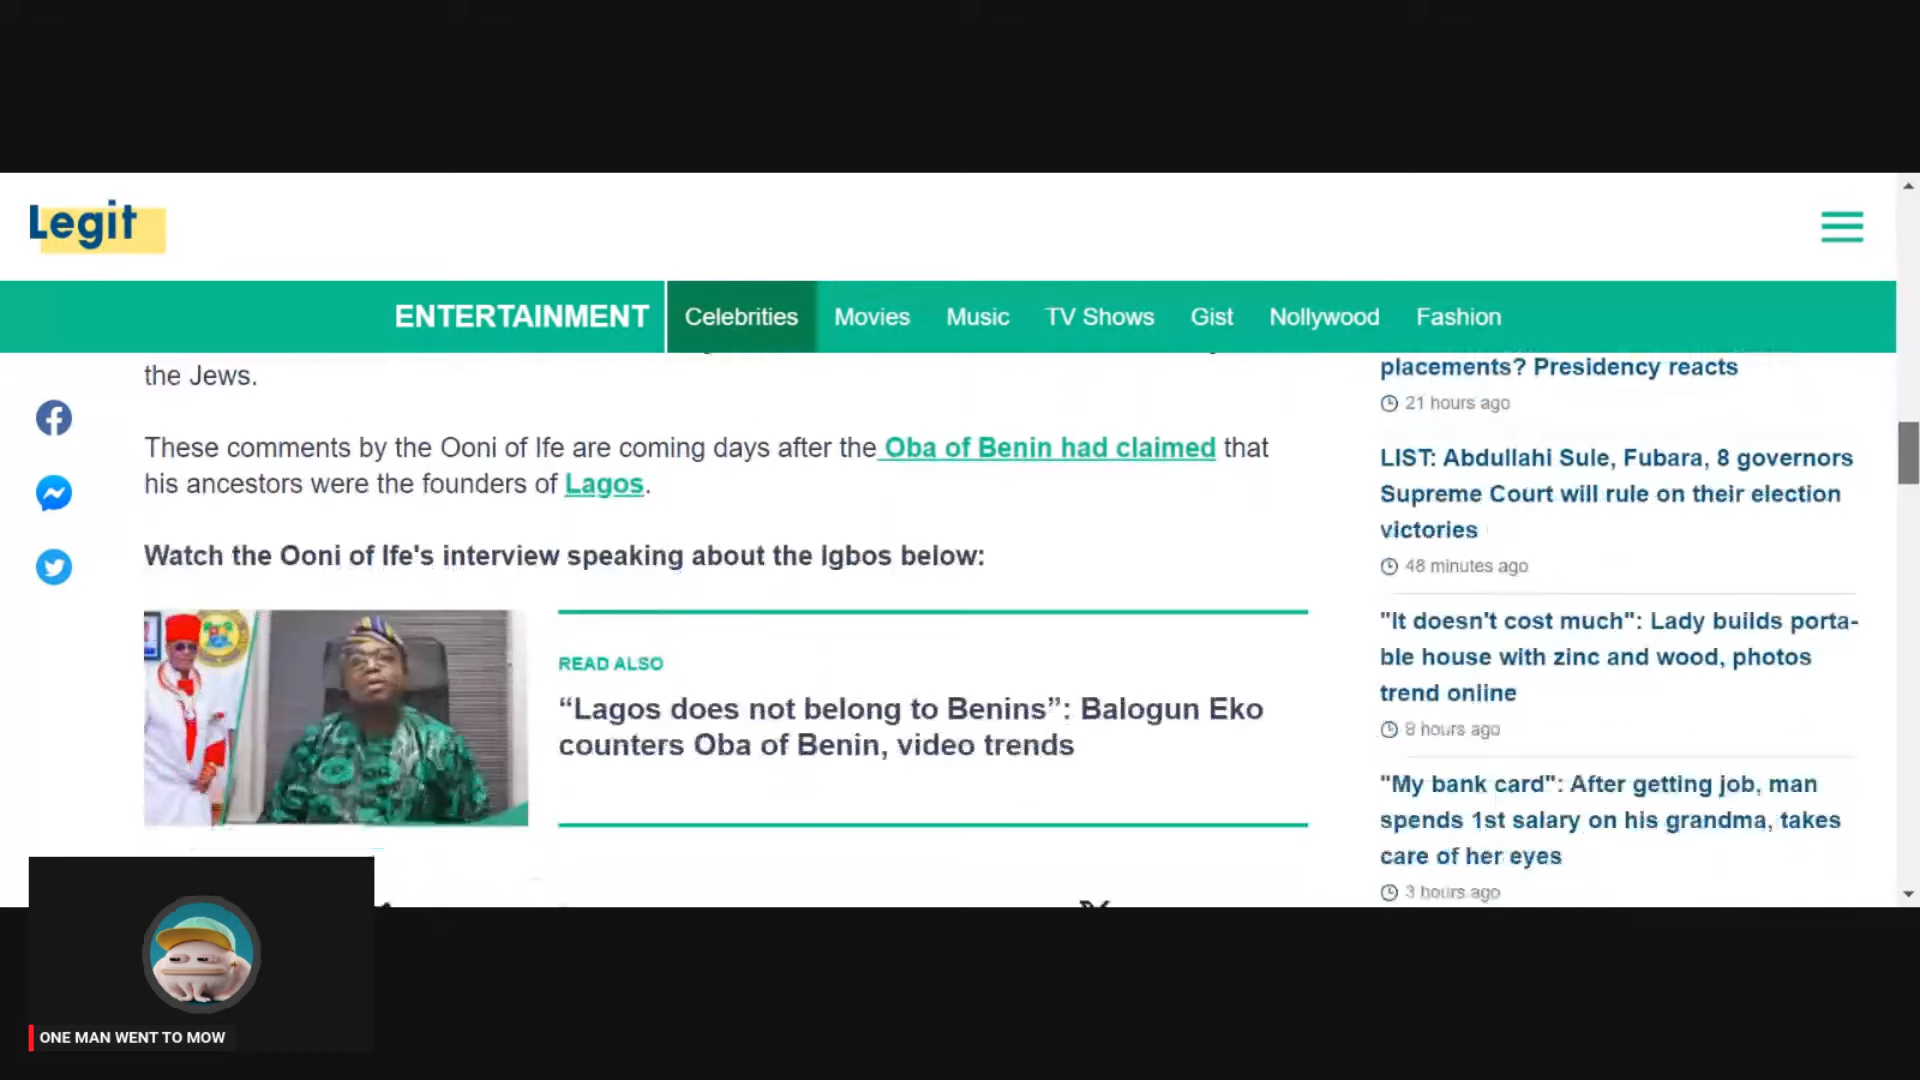 Legit
ENTERTAINMENT Celebrities Movies Music TV Shows Gist Nollywood Fashion
the Jews.
These comments by the Ooni of Ife are coming days after the Oba of Benin had claimed that
his ancestors were the founders of Lagos.
Watch the Ooni of Ife's interview speaking about the Igbos below:
READ ALSO
“Lagos does not belong to Benins”: Balogun Eko
counters Oba of Benin, video trends
placements? Presidency reacts
21 hours ago
LIST: Abdullahi Sule, Fubara, 8 governors
Supreme Court will rule on their election
victories
48 minutes ago
"It doesn't cost much": Lady builds porta-
ble house with zinc and wood, photos
trend online
8 hours ago
"My bank card": After getting job, man
spends 1st salary on his grandma, takes
care of her eyes
3 hours ago
ONE MAN WENT TO MOW